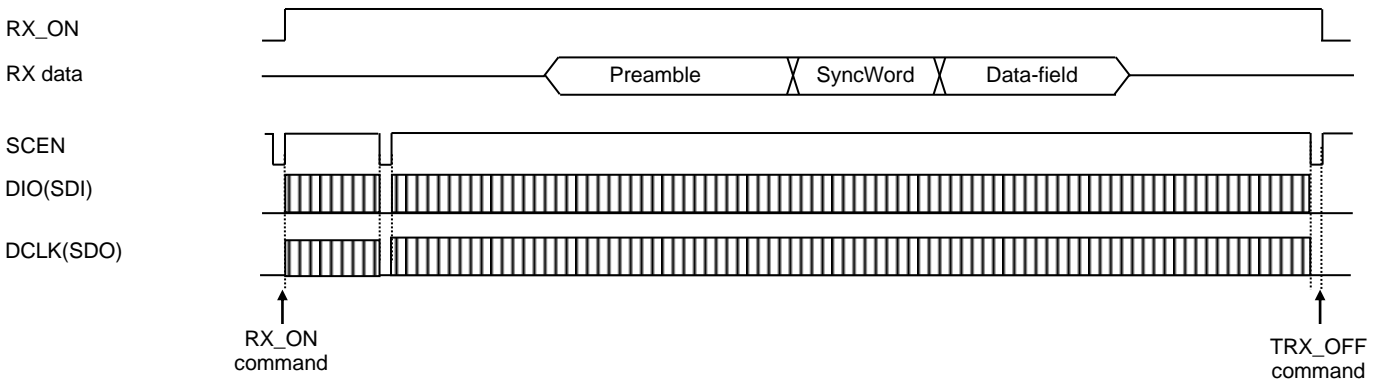 RX_ON
RX data
Preamble
SyncWord
Data-field
SCEN
DIO(SDI)
DCLK(SDO)
RX_ON
command
TRX_OFF
command